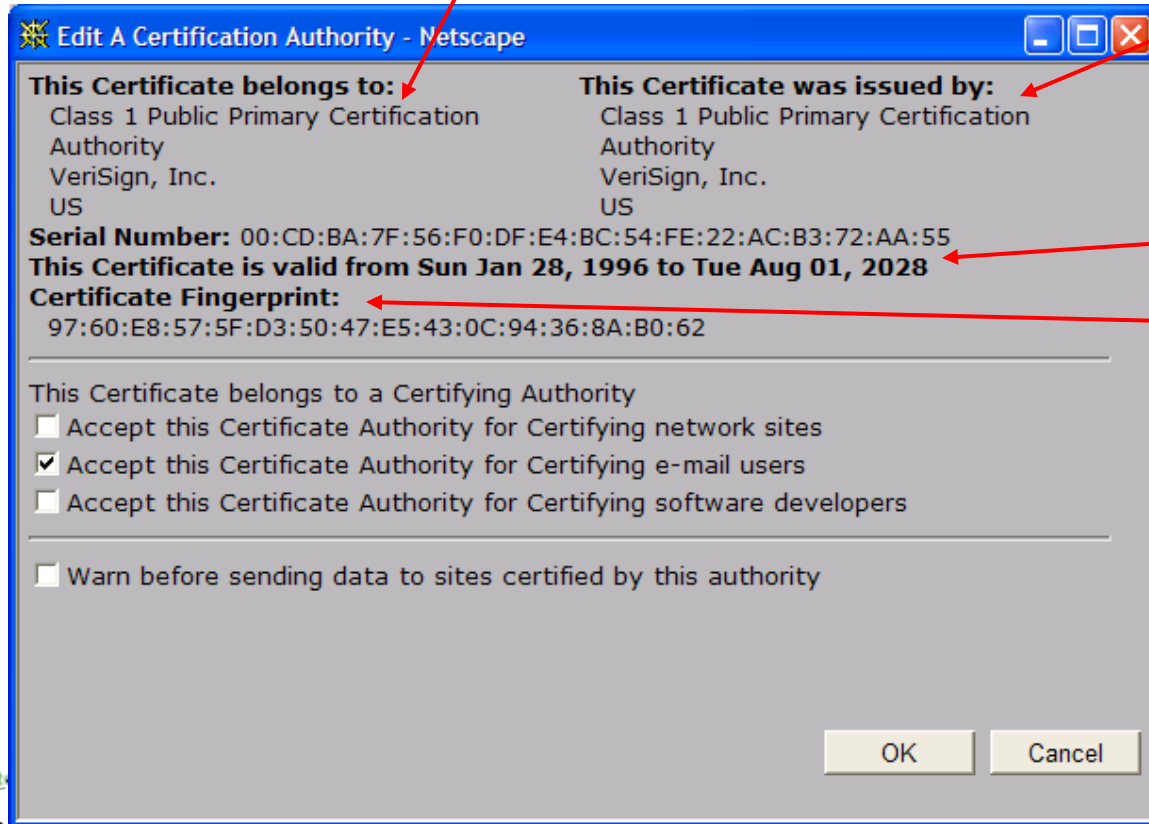 Edit A Certification Authority - Netscape
This Certificate belongs to:
Class 1 Public Primary Certification
Authority
VeriSign, Inc.
US
This Certificate was issued by:
Class 1 Public Primary Certification
Authority
VeriSign, Inc.
US
Serial Number: 00:CD:BA:7F:56:F0:DF:E4:BC:54:FE:22:AC:B3:72:AA:55
This Certificate is valid from Sun Jan 28, 1996 to Tue Aug 01, 2028
Certificate Fingerprint:
97:60:E8:57:5F:D3:50:47:E5:43:0C:94:36:8A:B0:62
This Certificate belongs to a Certifying Authority
Accept this Certificate Authority for Certifying network sites
Accept this Certificate Authority for Certifying e-mail users
Accept this Certificate Authority for Certifying software developers
Warn before sending data to sites certified by this authority
OK Cancel